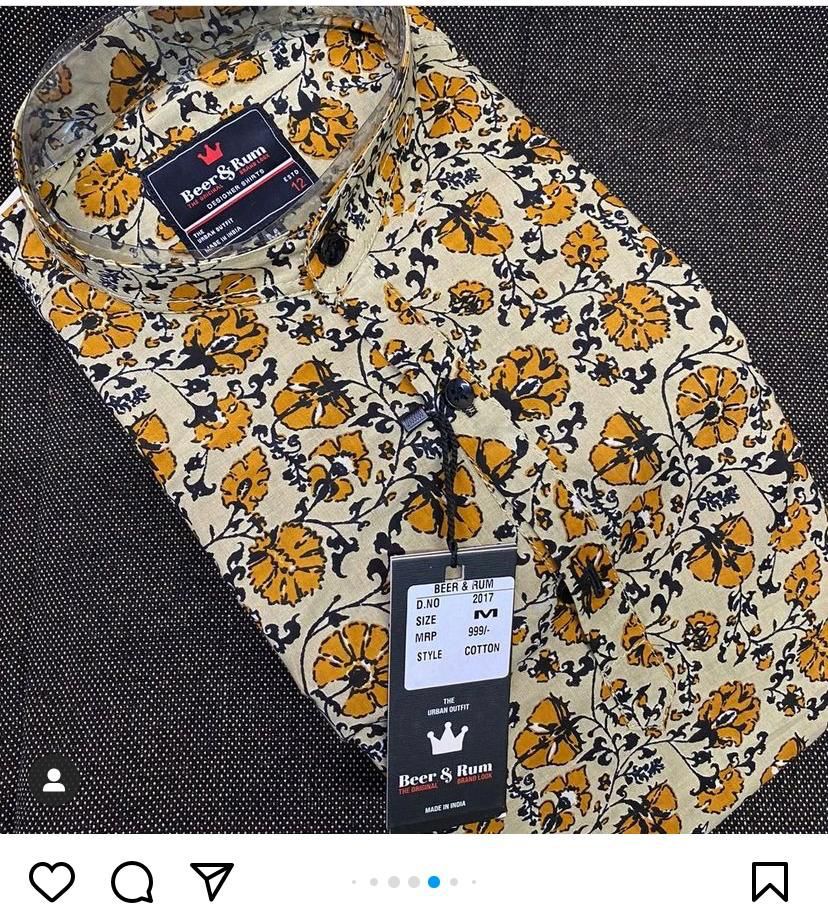 Beer & Rum
THE ORIGINAL BRAND LOOK
DESIGNER SHIRTS
ESTD
12
THE
URBAN OUTFIT
MADE IN INDIA
BEER & RUM
D.NO 2017
SIZE M
MRP 999/-
STYLE COTTON
THE
URBAN OUTFIT
Beer & Rum
THE ORIGINAL BRAND LOOK
MADE IN INDIA